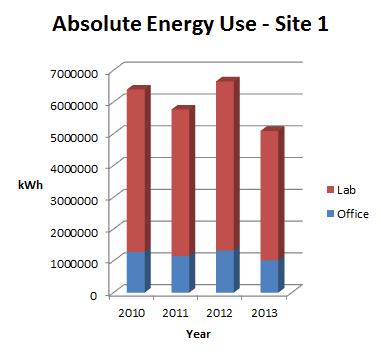 Absolute Energy Use - Site 1
7000000
6000000
5000000
4000000
kWh
3000000
2000000
1000000
0
Lab
Office
2010 2011 2012 2013
Year